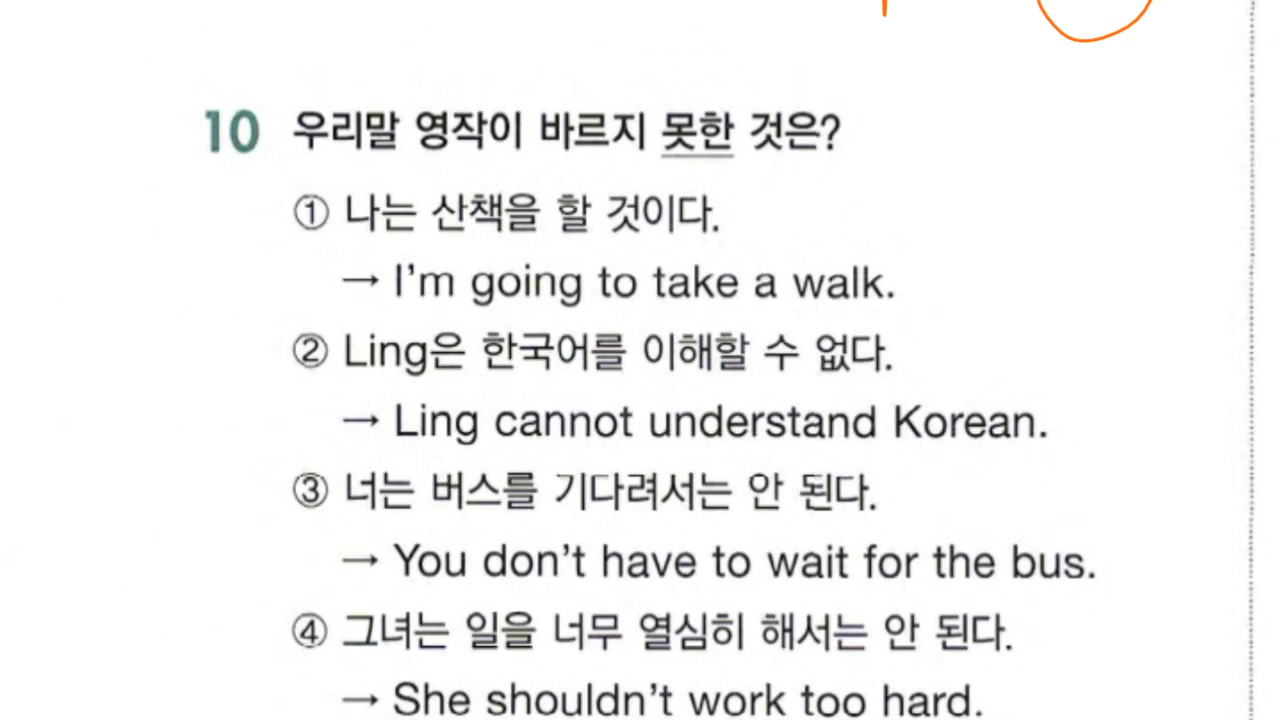 10 우리말 영작이 바르지 못한 것은?
① 나는 산책을 할 것이다.
→ I'm going to take a walk.
② Ling은 한국어를 이해할 수 없다.
→ Ling cannot understand Korean.
③ 너는 버스를 기다려서는 안 된다.
→ You don't have to wait for the bus.
④ 그녀는 일을 너무 열심히 해서는 안 된다.
→ She shouldn't work too hard.